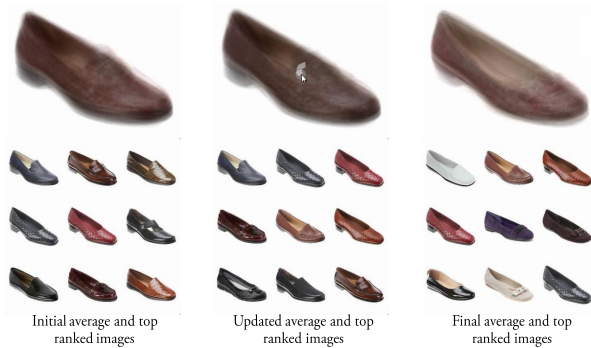 Initial average and top
ranked images
Updated average and top
ranked images
Final average and top
ranked images